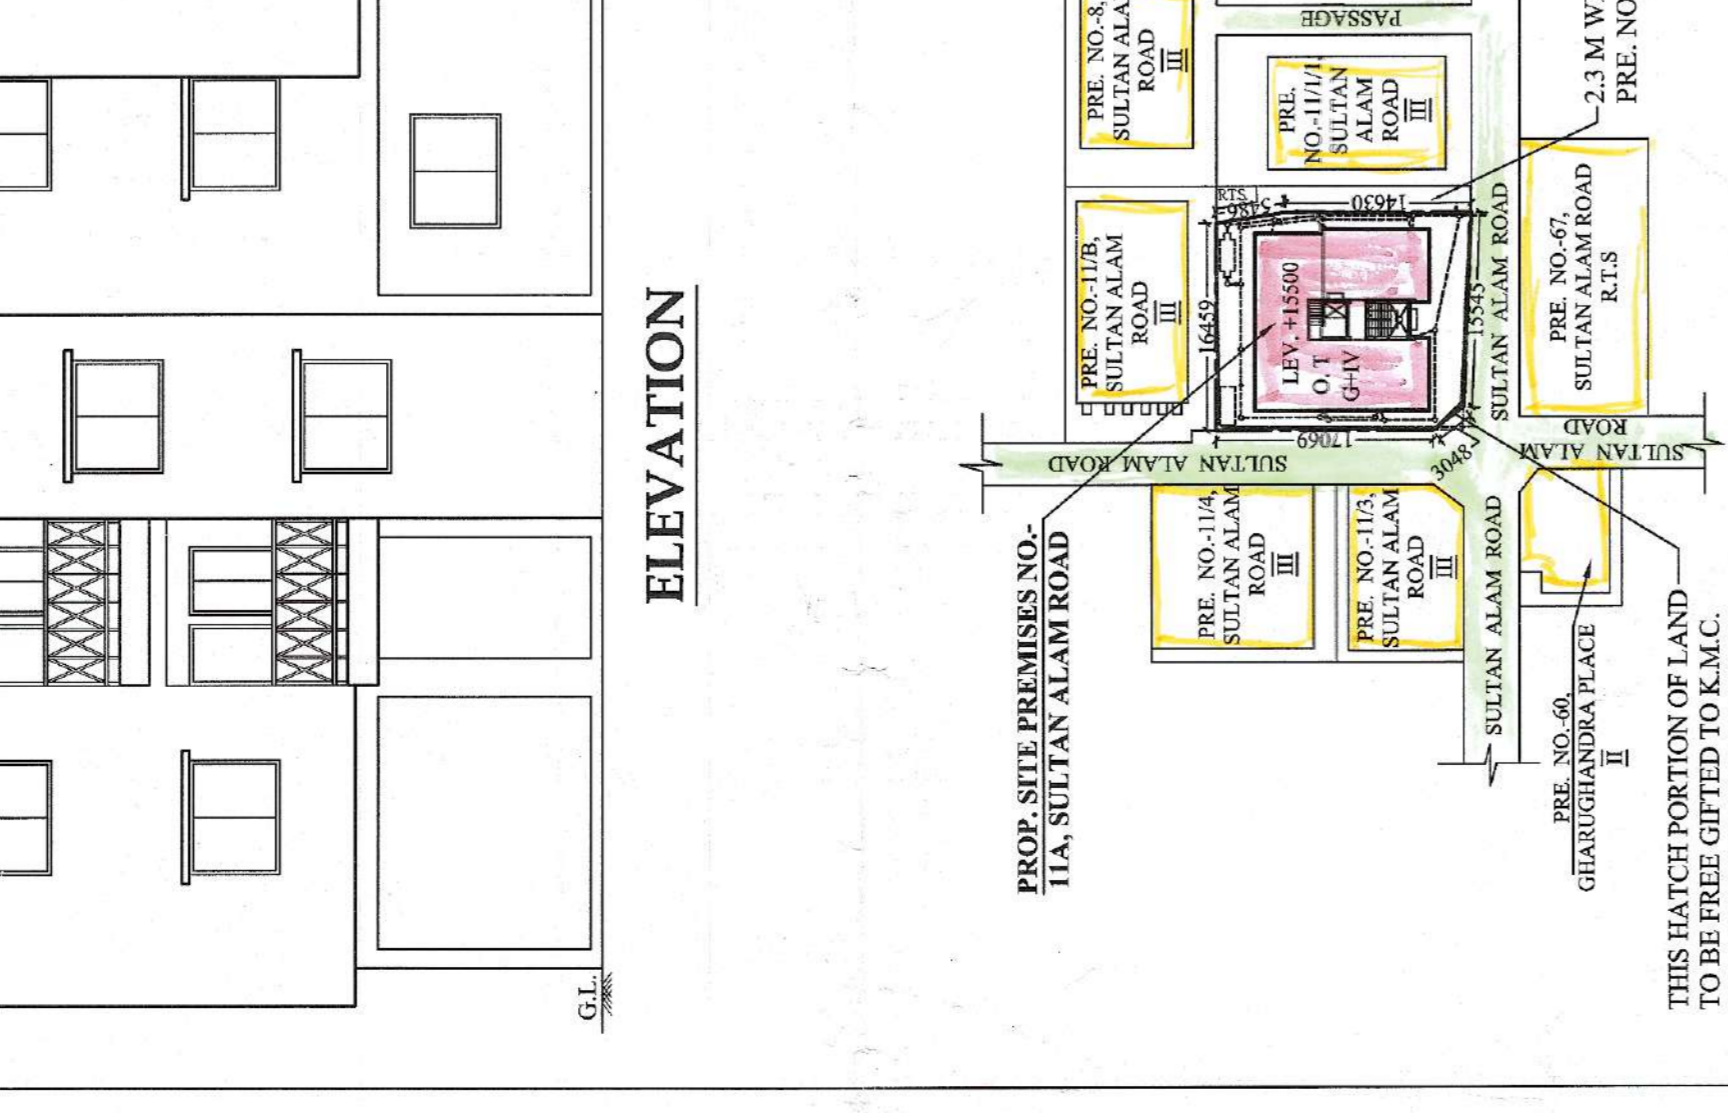 ELEVATION
G.L.
PRE. NO.-8,
SULTAN ALA
ROAD
III
PASSAGE
PRE.
NO.-11/1/1,
SULTAN
ALAM
ROAD
III
2.3 M W
PRE. NO
PRE. NO.-11/B,
SULTAN ALAM
ROAD
III
R.T.S.
5486
14630
16459
LEV. +15500
O. T
G+IV
15545
17069
3048
SULTAN ALAM ROAD
PRE. NO.-67,
SULTAN ALAM ROAD
R.T.S
SULTAN ALAM ROAD
SULTAN ALAM
ROAD
PROP. SITE PREMISES NO.-
11A, SULTAN ALAM ROAD
PRE. NO.-11/4,
SULTAN ALAM
ROAD
III
PRE. NO.-11/3,
SULTAN ALAM
ROAD
III
SULTAN ALAM ROAD
PRE. NO.-60,
GHARUGHANDRA PLACE
II
THIS HATCH PORTION OF LAND
TO BE FREE GIFTED TO K.M.C.